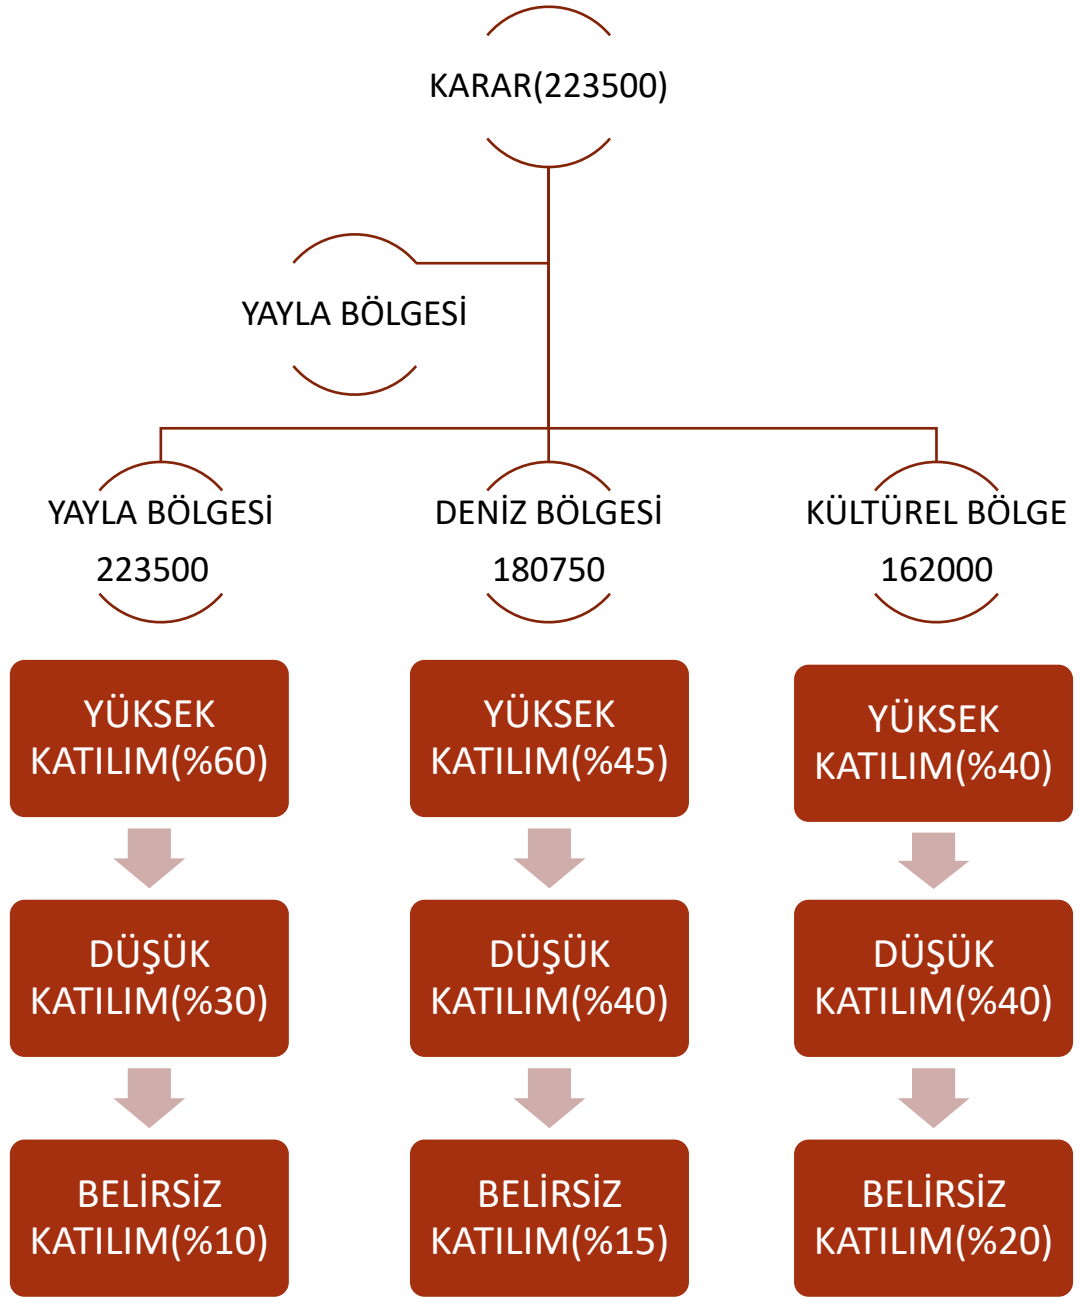 KARAR(223500)
YAYLA BÖLGESİ
YAYLA BÖLGESİ
223500
DENİZ BÖLGESİ
180750
KÜLTÜREL BÖLGE
162000
YÜKSEK
KATILIM(%60)
DÜŞÜK
KATILIM(%30)
BELİRSİZ
KATILIM(%10)
YÜKSEK
KATILIM(%45)
DÜŞÜK
KATILIM(%40)
BELİRSİZ
KATILIM(%15)
YÜKSEK
KATILIM(%40)
DÜŞÜK
KATILIM(%40)
BELİRSİZ
KATILIM(%20)